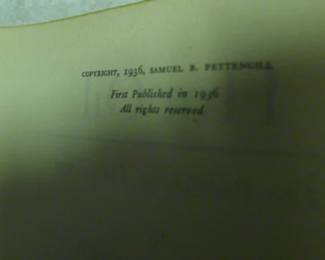 COPYRIGHT, 1936, SAMUEL B. PETTENGILL
First Published in 1936
All rights reserved